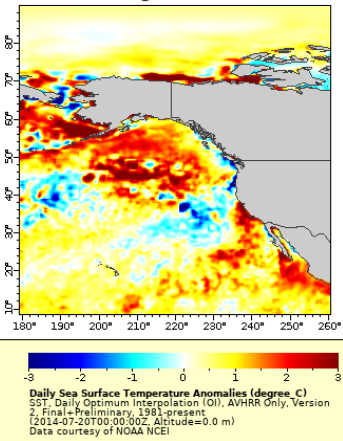 80°
70°
60°
50°
40°
30°
20°
10°
180° 190° 200° 210° 220° 230° 240° 250° 260°
-3 -2 -1 0 1 2 3
Daily Sea Surface Temperature Anomalies (degree_C)
SST, Daily Optimum Interpolation (OI), AVHRR Only, Version
2, Final+Preliminary, 1981-present
(2014-07-20T00:00:00Z, Altitude=0.0 m)
Data courtesy of NOAA NCEI